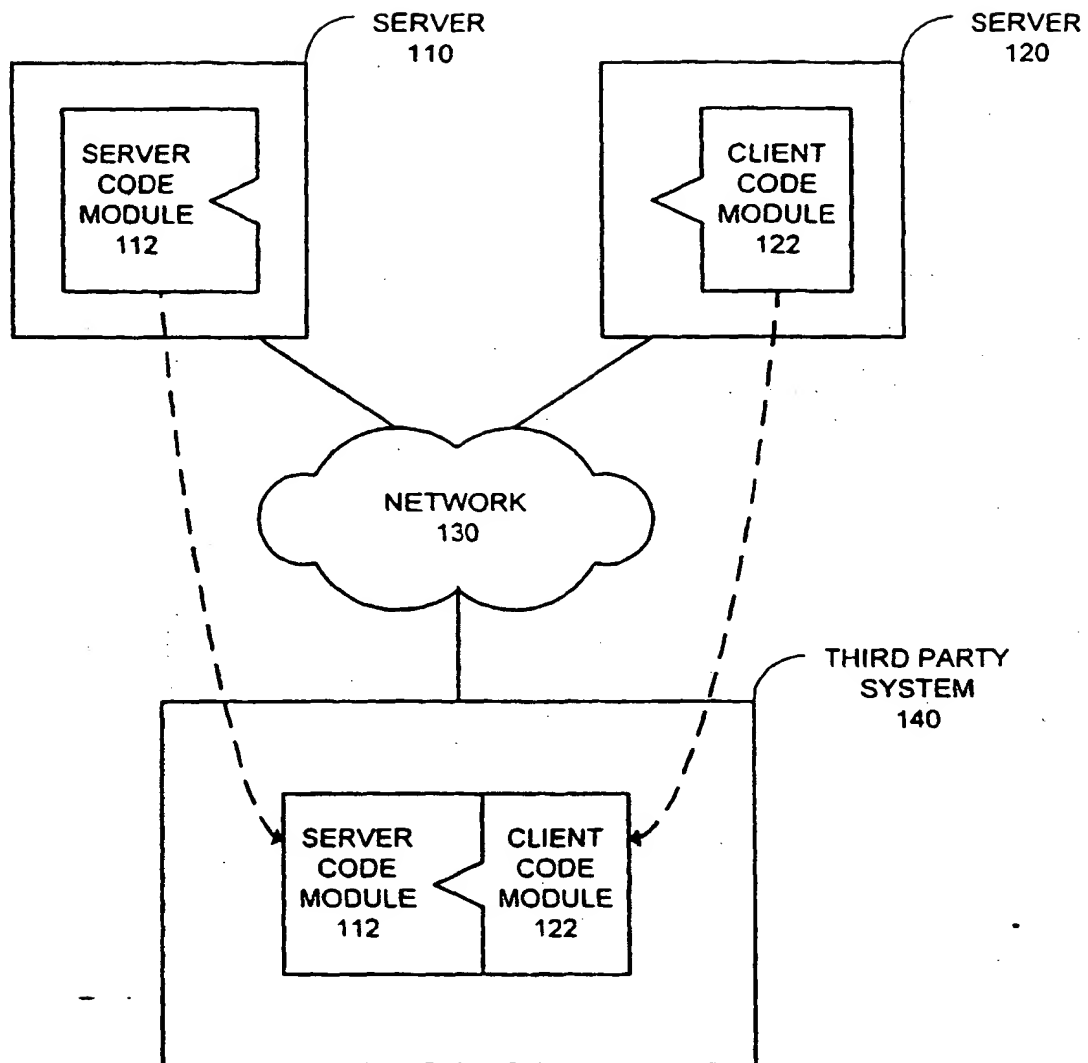 SERVER
110
SERVER
120
SERVER
CODE
MODULE
112
CLIENT
CODE
MODULE
122
NETWORK
130
THIRD PARTY
SYSTEM
140
SERVER
CODE
MODULE
112
CLIENT
CODE
MODULE
122